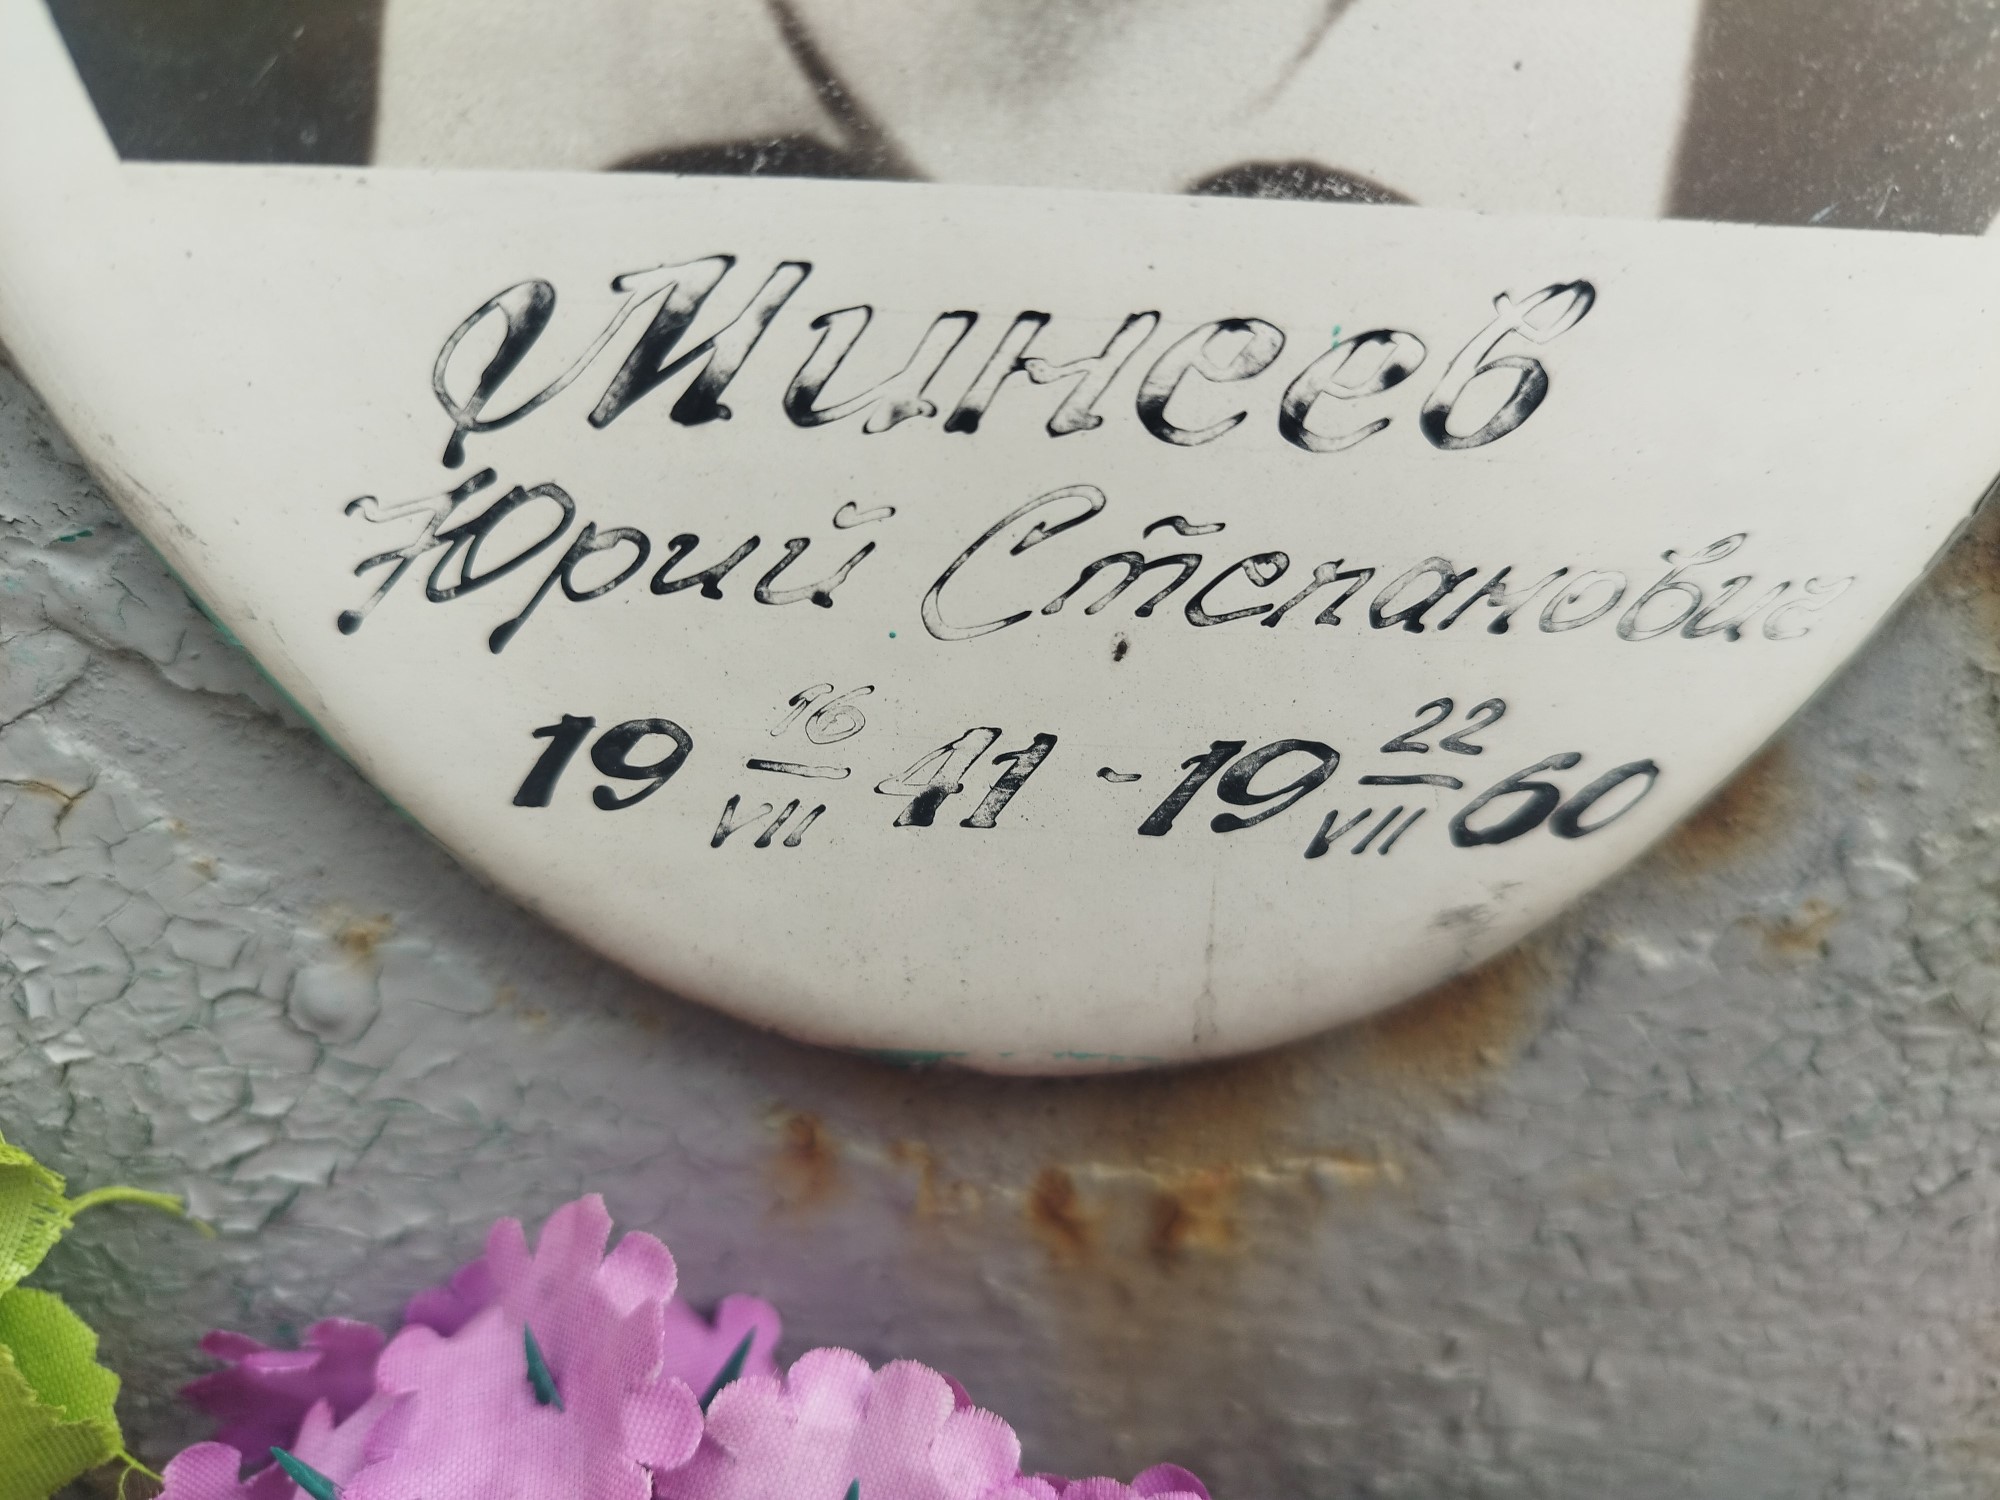 Минеев
Юрий Степанович
19 16/VII 41 - 19 22/VII 60